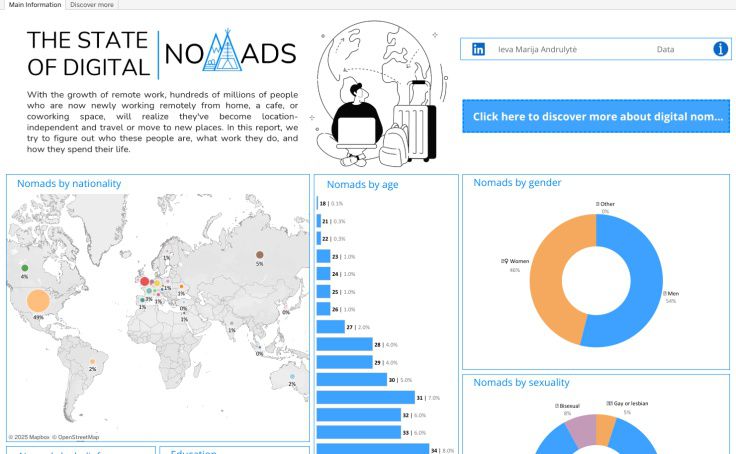 Main Information
Discover more
THE STATE
OF DIGITAL
NOMADS
With the growth of remote work, hundreds of millions of people
who are now newly working remotely from home, a cafe, or
coworking space, will realize they've become location-
independent and travel or move to new places. In this report, we
try to figure out who these people are, what work they do, and
how they spend their life.
in
Ieva Marija Andrulytė
Data
i
Click here to discover more about digital nom...
Nomads by nationality
4%
49%
2%
1%
5%
1%
3%
1%
1%
1%
0%
1%
1%
0%
0%
2%
© 2025 Mapbox © OpenStreetMap
Nomads by age
18 | 0.1%
21 | 0.3%
22 | 0.3%
23 | 1.0%
24 | 1.0%
25 | 1.0%
26 | 1.0%
27 | 2.0%
28 | 4.0%
29 | 4.0%
30 | 5.0%
31 | 7.0%
32 | 6.0%
33 | 6.0%
34 | 8.0%
Nomads by gender
Other
0%
Women
46%
Men
54%
Nomads by sexuality
Bisexual
8%
Gay or lesbian
5%
Education